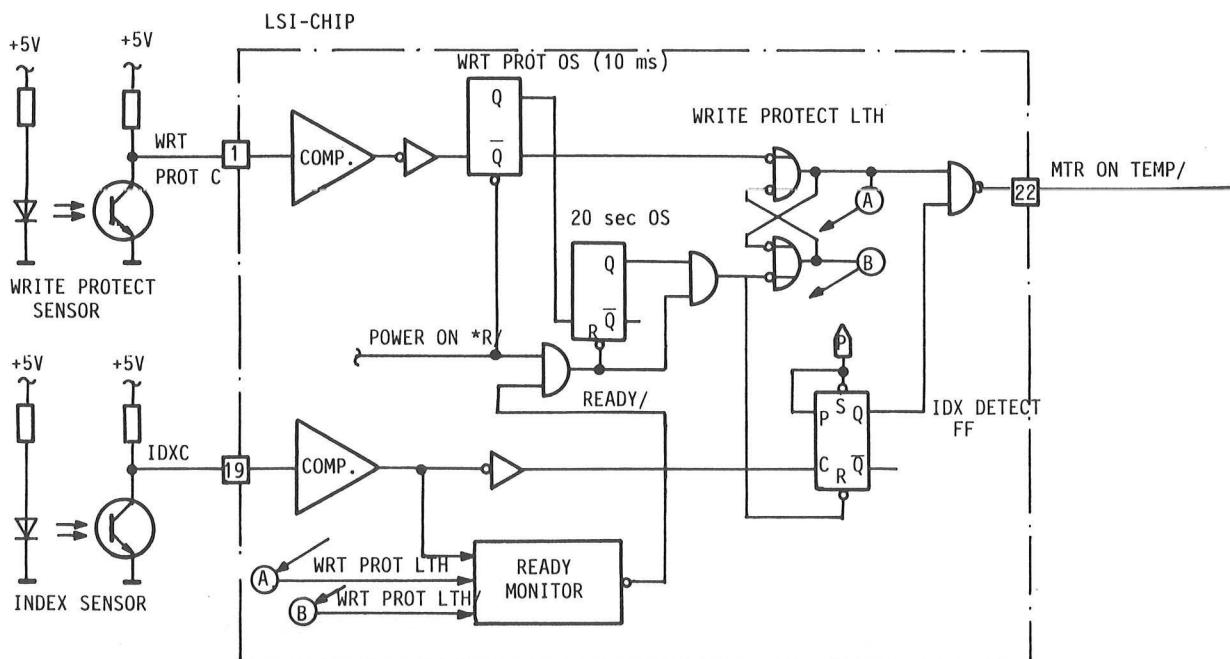 LSI-CHIP
+5V
+5V
WRT PROT OS (10 ms)
Q
Q
WRITE PROTECT LTH
WRT
PROT C
1
COMP.
A
22
MTR ON TEMP/
20 sec OS
Q
R
Q
B
WRITE PROTECT
SENSOR
POWER ON *R/
P
+5V
+5V
READY/
S
P
Q
IDX DETECT
FF
IDXC
19
COMP.
C
R
Q
A
WRT PROT LTH
READY
MONITOR
B
WRT PROT LTH/
INDEX SENSOR